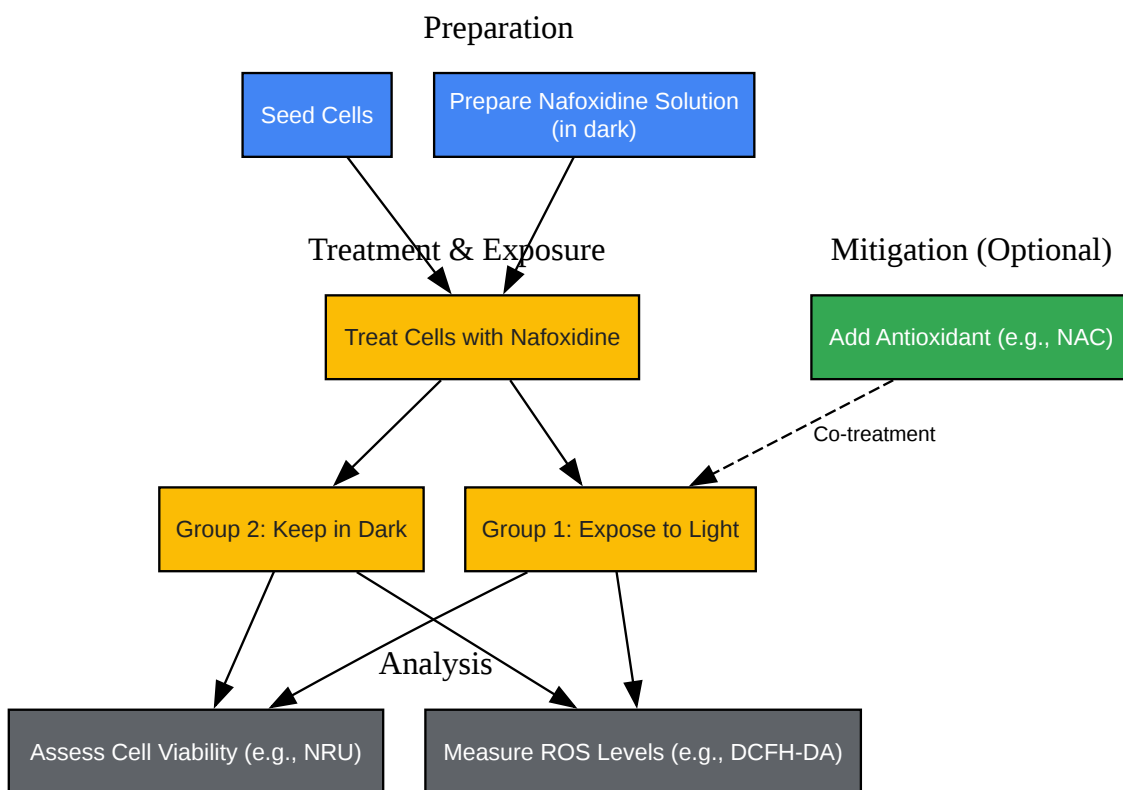 Preparation
Seed Cells
Prepare Nafoxidine Solution
(in dark)
Treatment & Exposure
Mitigation (Optional)
Treat Cells with Nafoxidine
Add Antioxidant (e.g., NAC)
Co-treatment
Group 2: Keep in Dark
Group 1: Expose to Light
Analysis
Assess Cell Viability (e.g., NRU)
Measure ROS Levels (e.g., DCFH-DA)